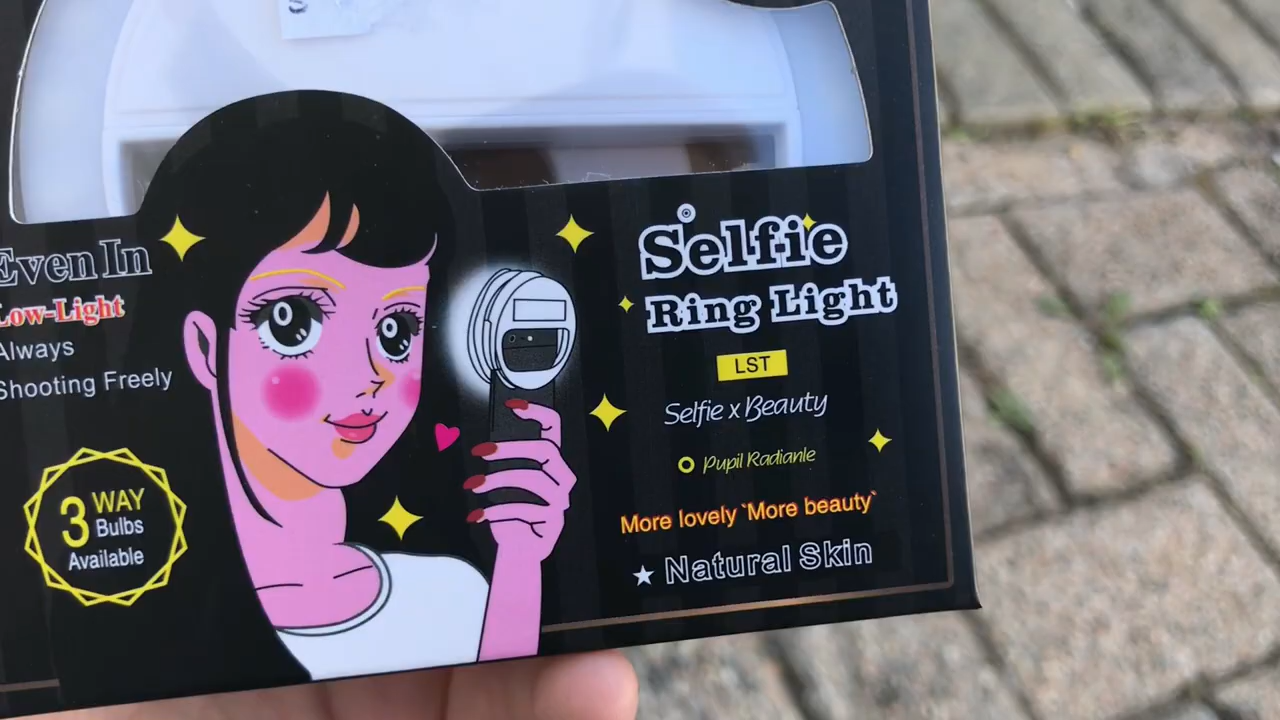 Even In
Low-Light
Always
Shooting Freely
3 WAY
Bulbs
Available
Selfie
Ring Light
LST
Selfie x Beauty
Pupil Radianle
More lovely `More beauty`
Natural Skin